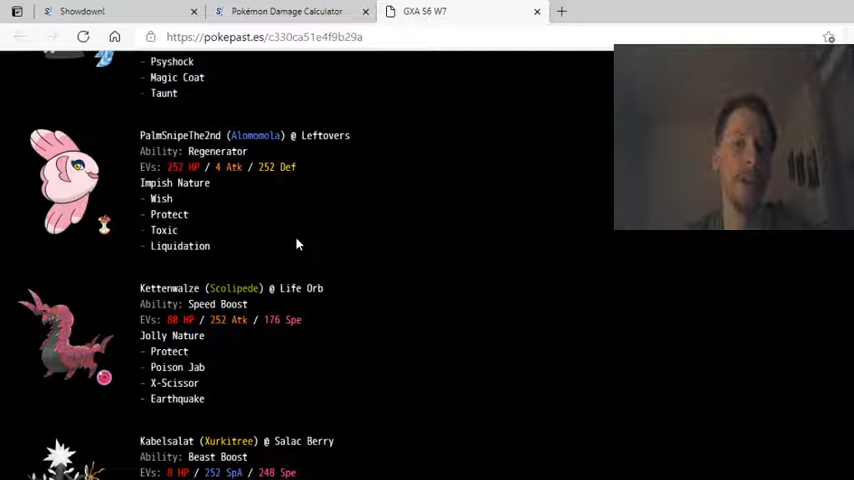 Showdown!
Pokémon Damage Calculator
GXA S6 W7
https://pokepast.es/c330ca51e4f9b29a
- Psyshock
- Magic Coat
- Taunt
PalmSnipeThe2nd (Alomomola) @ Leftovers
Ability: Regenerator
EVs: 252 HP / 4 Atk / 252 Def
Impish Nature
- Wish
- Protect
- Toxic
- Liquidation
Kettenwalze (Scolipede) @ Life Orb
Ability: Speed Boost
EVs: 80 HP / 252 Atk / 176 Spe
Jolly Nature
- Protect
- Poison Jab
- X-Scissor
- Earthquake
Kabelsalat (Xurkitree) @ Salac Berry
Ability: Beast Boost
EVs: 8 HP / 252 SpA / 248 Spe